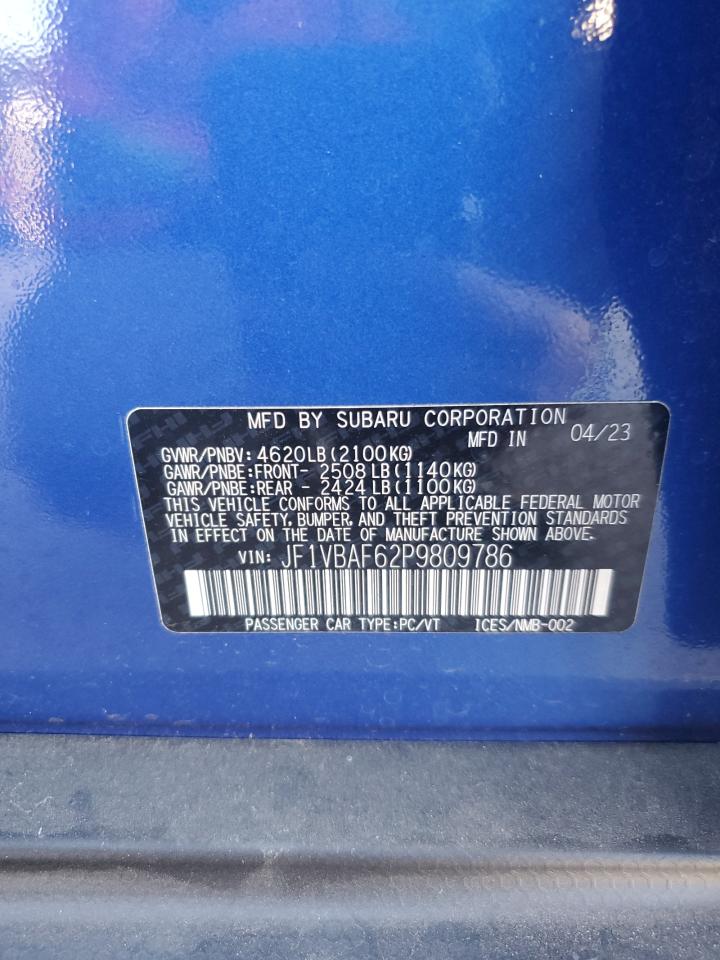 MFD BY SUBARU CORPORATION
MFD IN 04/23
GVWR/PNBV: 4620LB(2100KG)
GAWR/PNBE:FRONT- 2508LB(1140KG)
GAWR/PNBE:REAR - 2424LB(1100KG)
THIS VEHICLE CONFORMS TO ALL APPLICABLE FEDERAL MOTOR
VEHICLE SAFETY, BUMPER, AND THEFT PREVENTION STANDARDS
IN EFFECT ON THE DATE OF MANUFACTURE SHOWN ABOVE.
VIN: JF1VBAF62P9809786
PASSENGER CAR TYPE:PC/VT ICES/NMB-002